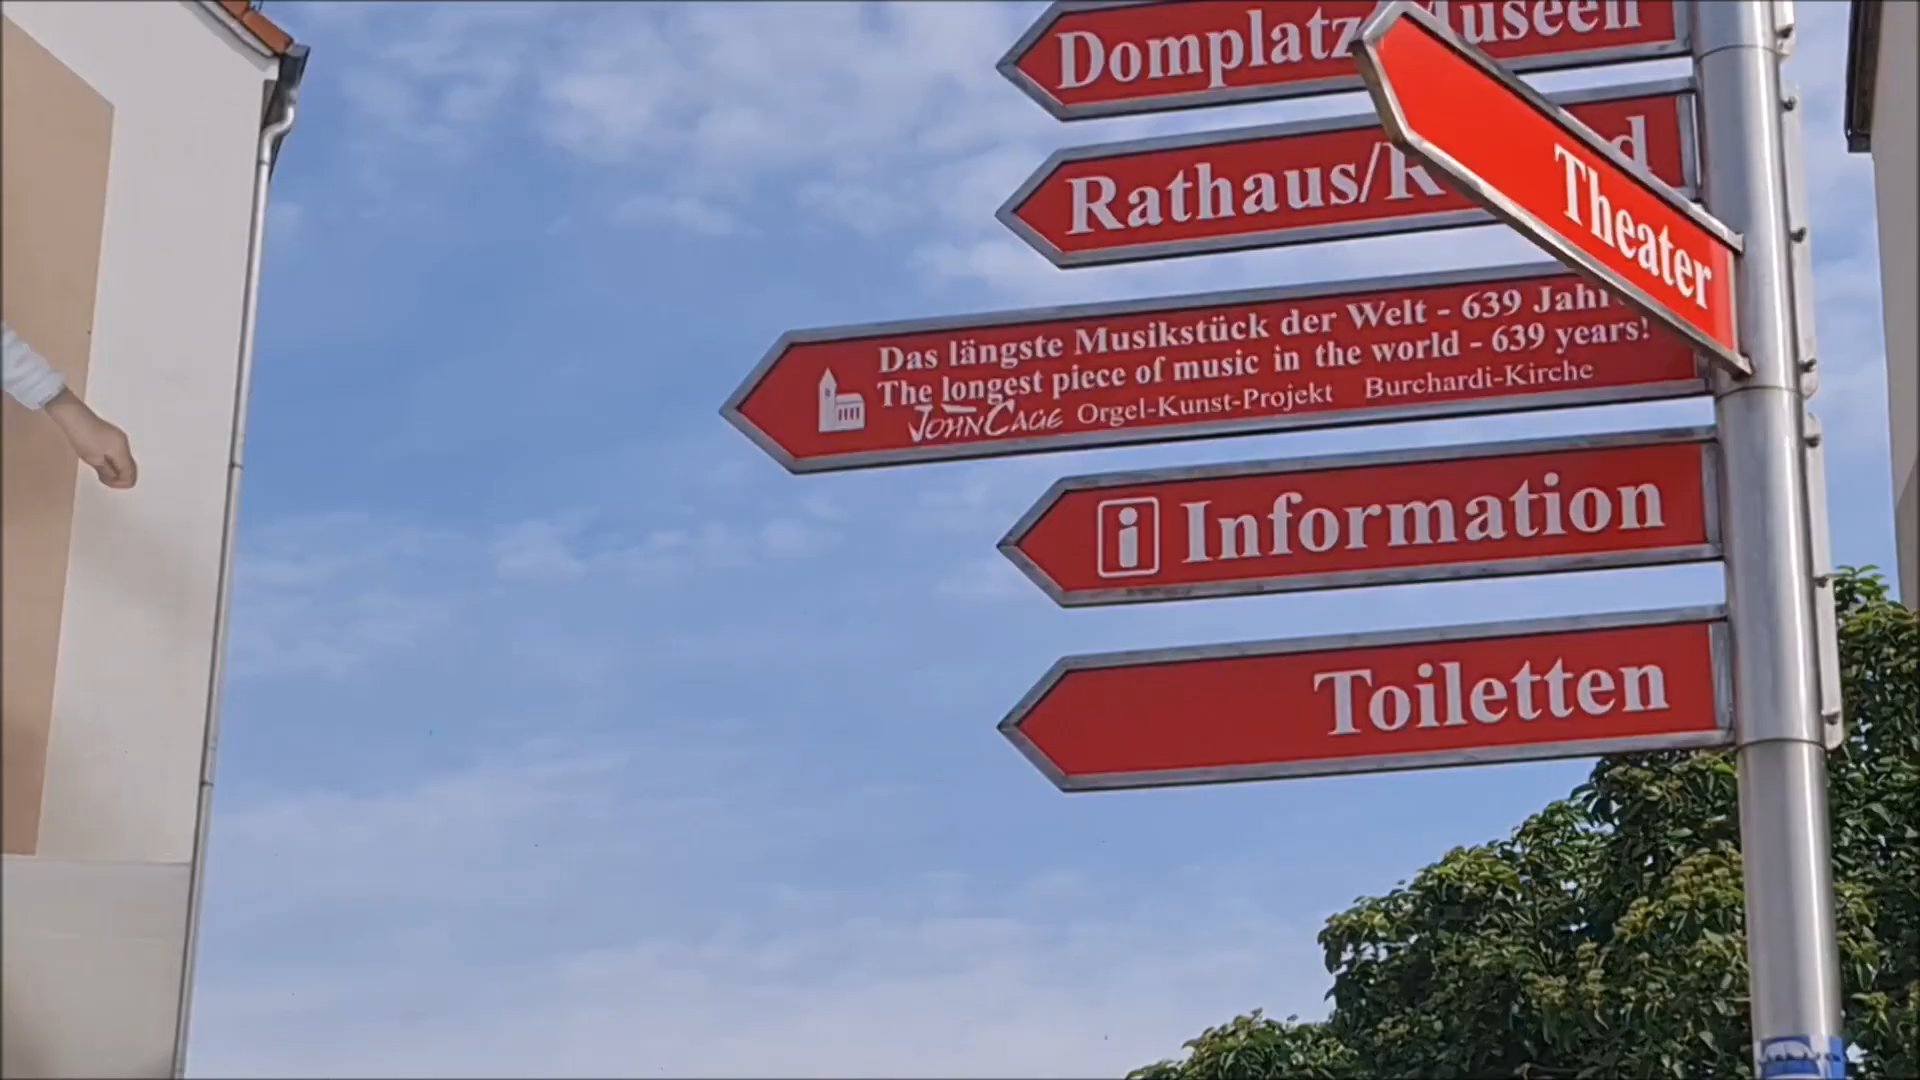 Domplatz
Rathaus/
Theater
Das längste Musikstück der Welt - 639
The longest piece of music in the world - 639 years!
JOHN CAGE Orgel-Kunst-Projekt Burchardi-Kirche
i Information
Toiletten